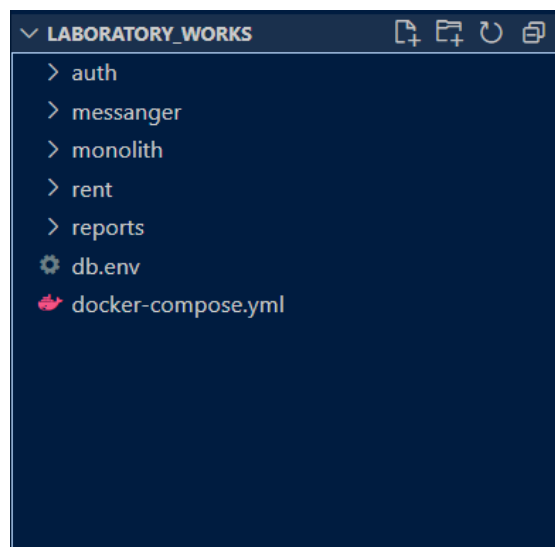 LABORATORY_WORKS
auth
messanger
monolith
rent
reports
db.env
docker-compose.yml